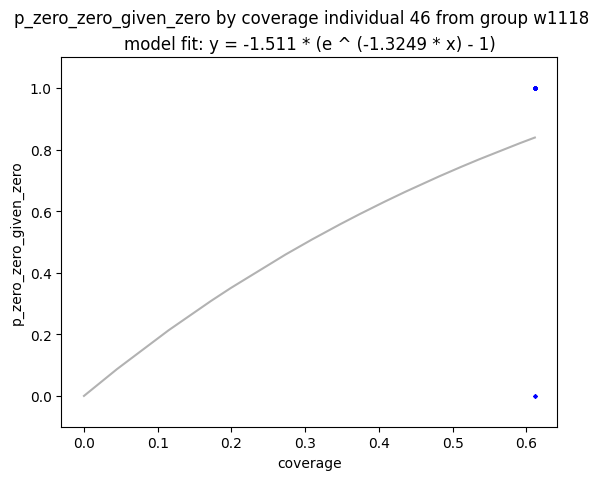 p_zero_zero_given_zero by coverage individual 46 from group w1118
model fit: y = -1.511 * (e ^ (-1.3249 * x) - 1)
1.0
0.8
0.6
0.4
0.2
0.0
p_zero_zero_given_zero
0.0 0.1 0.2 0.3 0.4 0.5 0.6
coverage